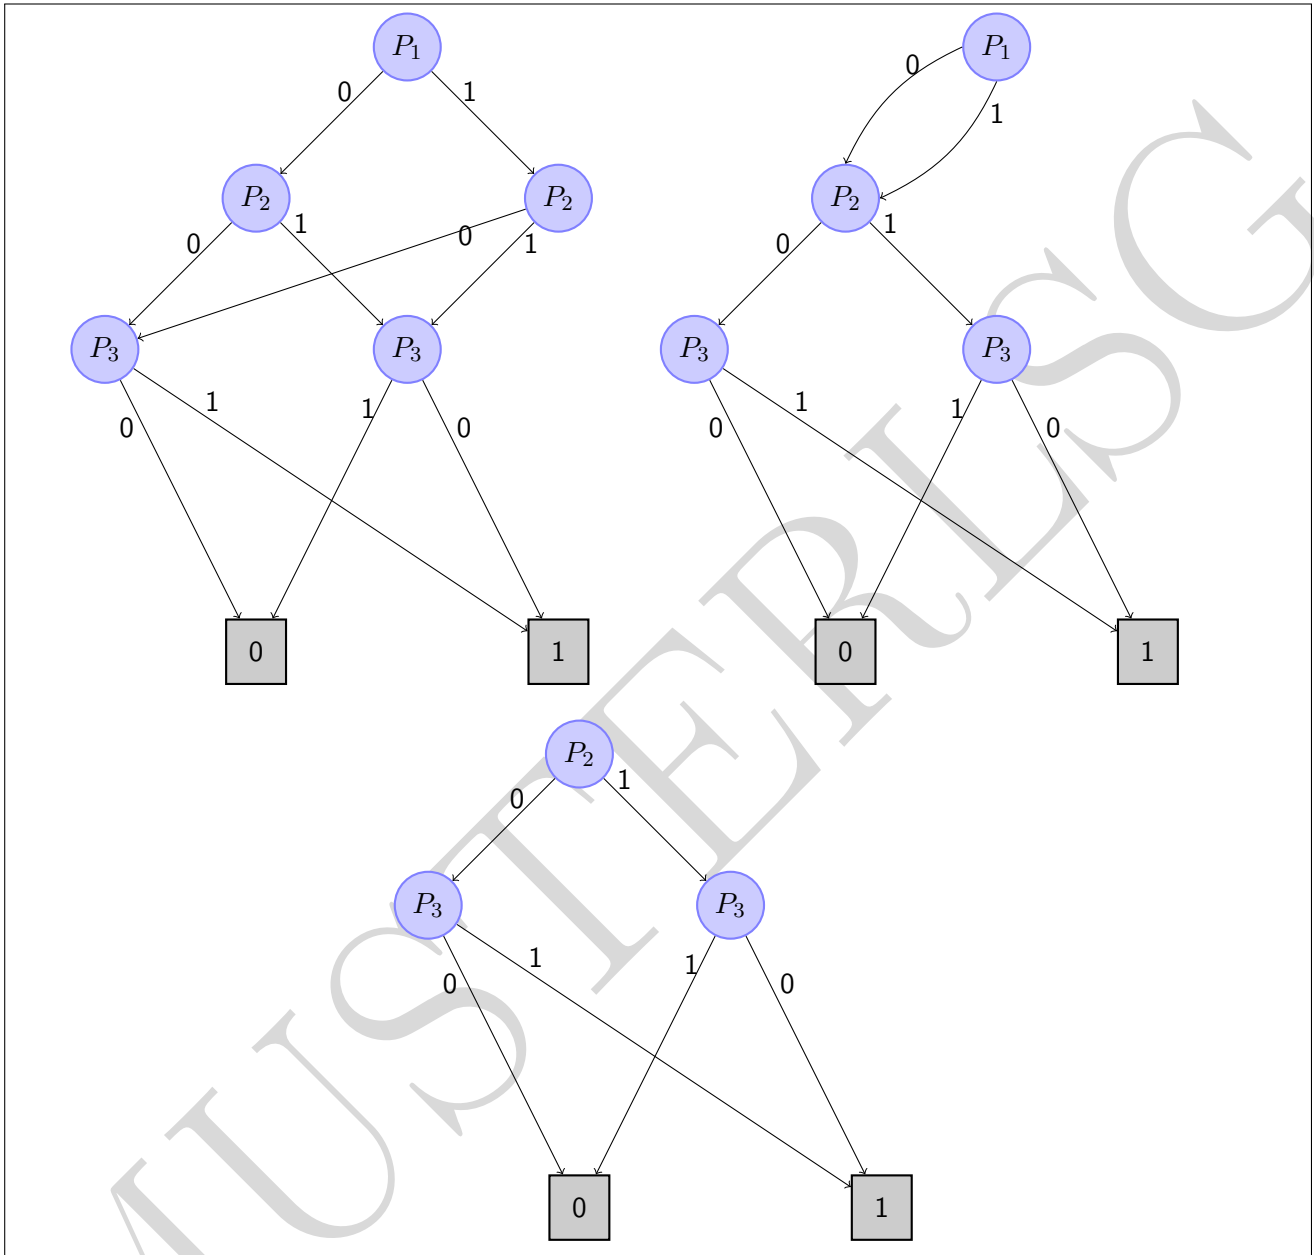 P1 P1
0 1 0 1
P2 P2 P2
0 1 0 1 0 1
P3 P3 P3 P3
0 1 1 0 0 1 1 0
0 1 0 1
P2
0 1
P3 P3
0 1 1 0
0 1
MUSTERLSG